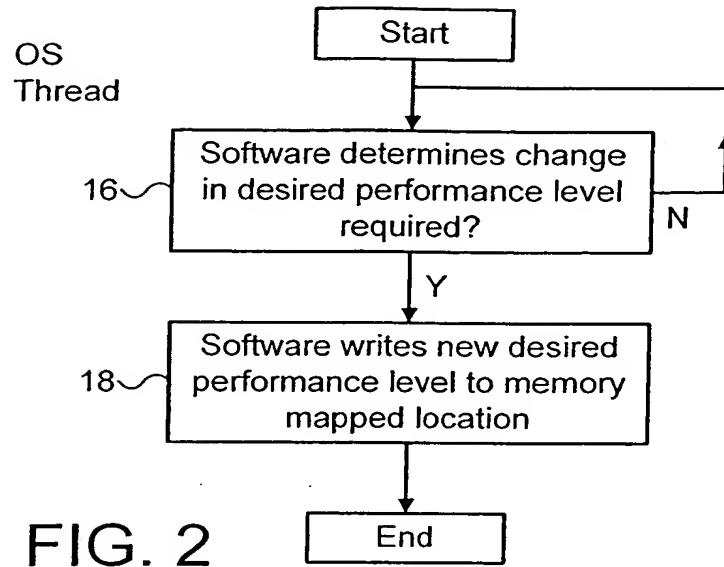 Start
OS
Thread
Software determines change
in desired performance level
required?
16
N
Y
Software writes new desired
performance level to memory
mapped location
18
End
FIG. 2